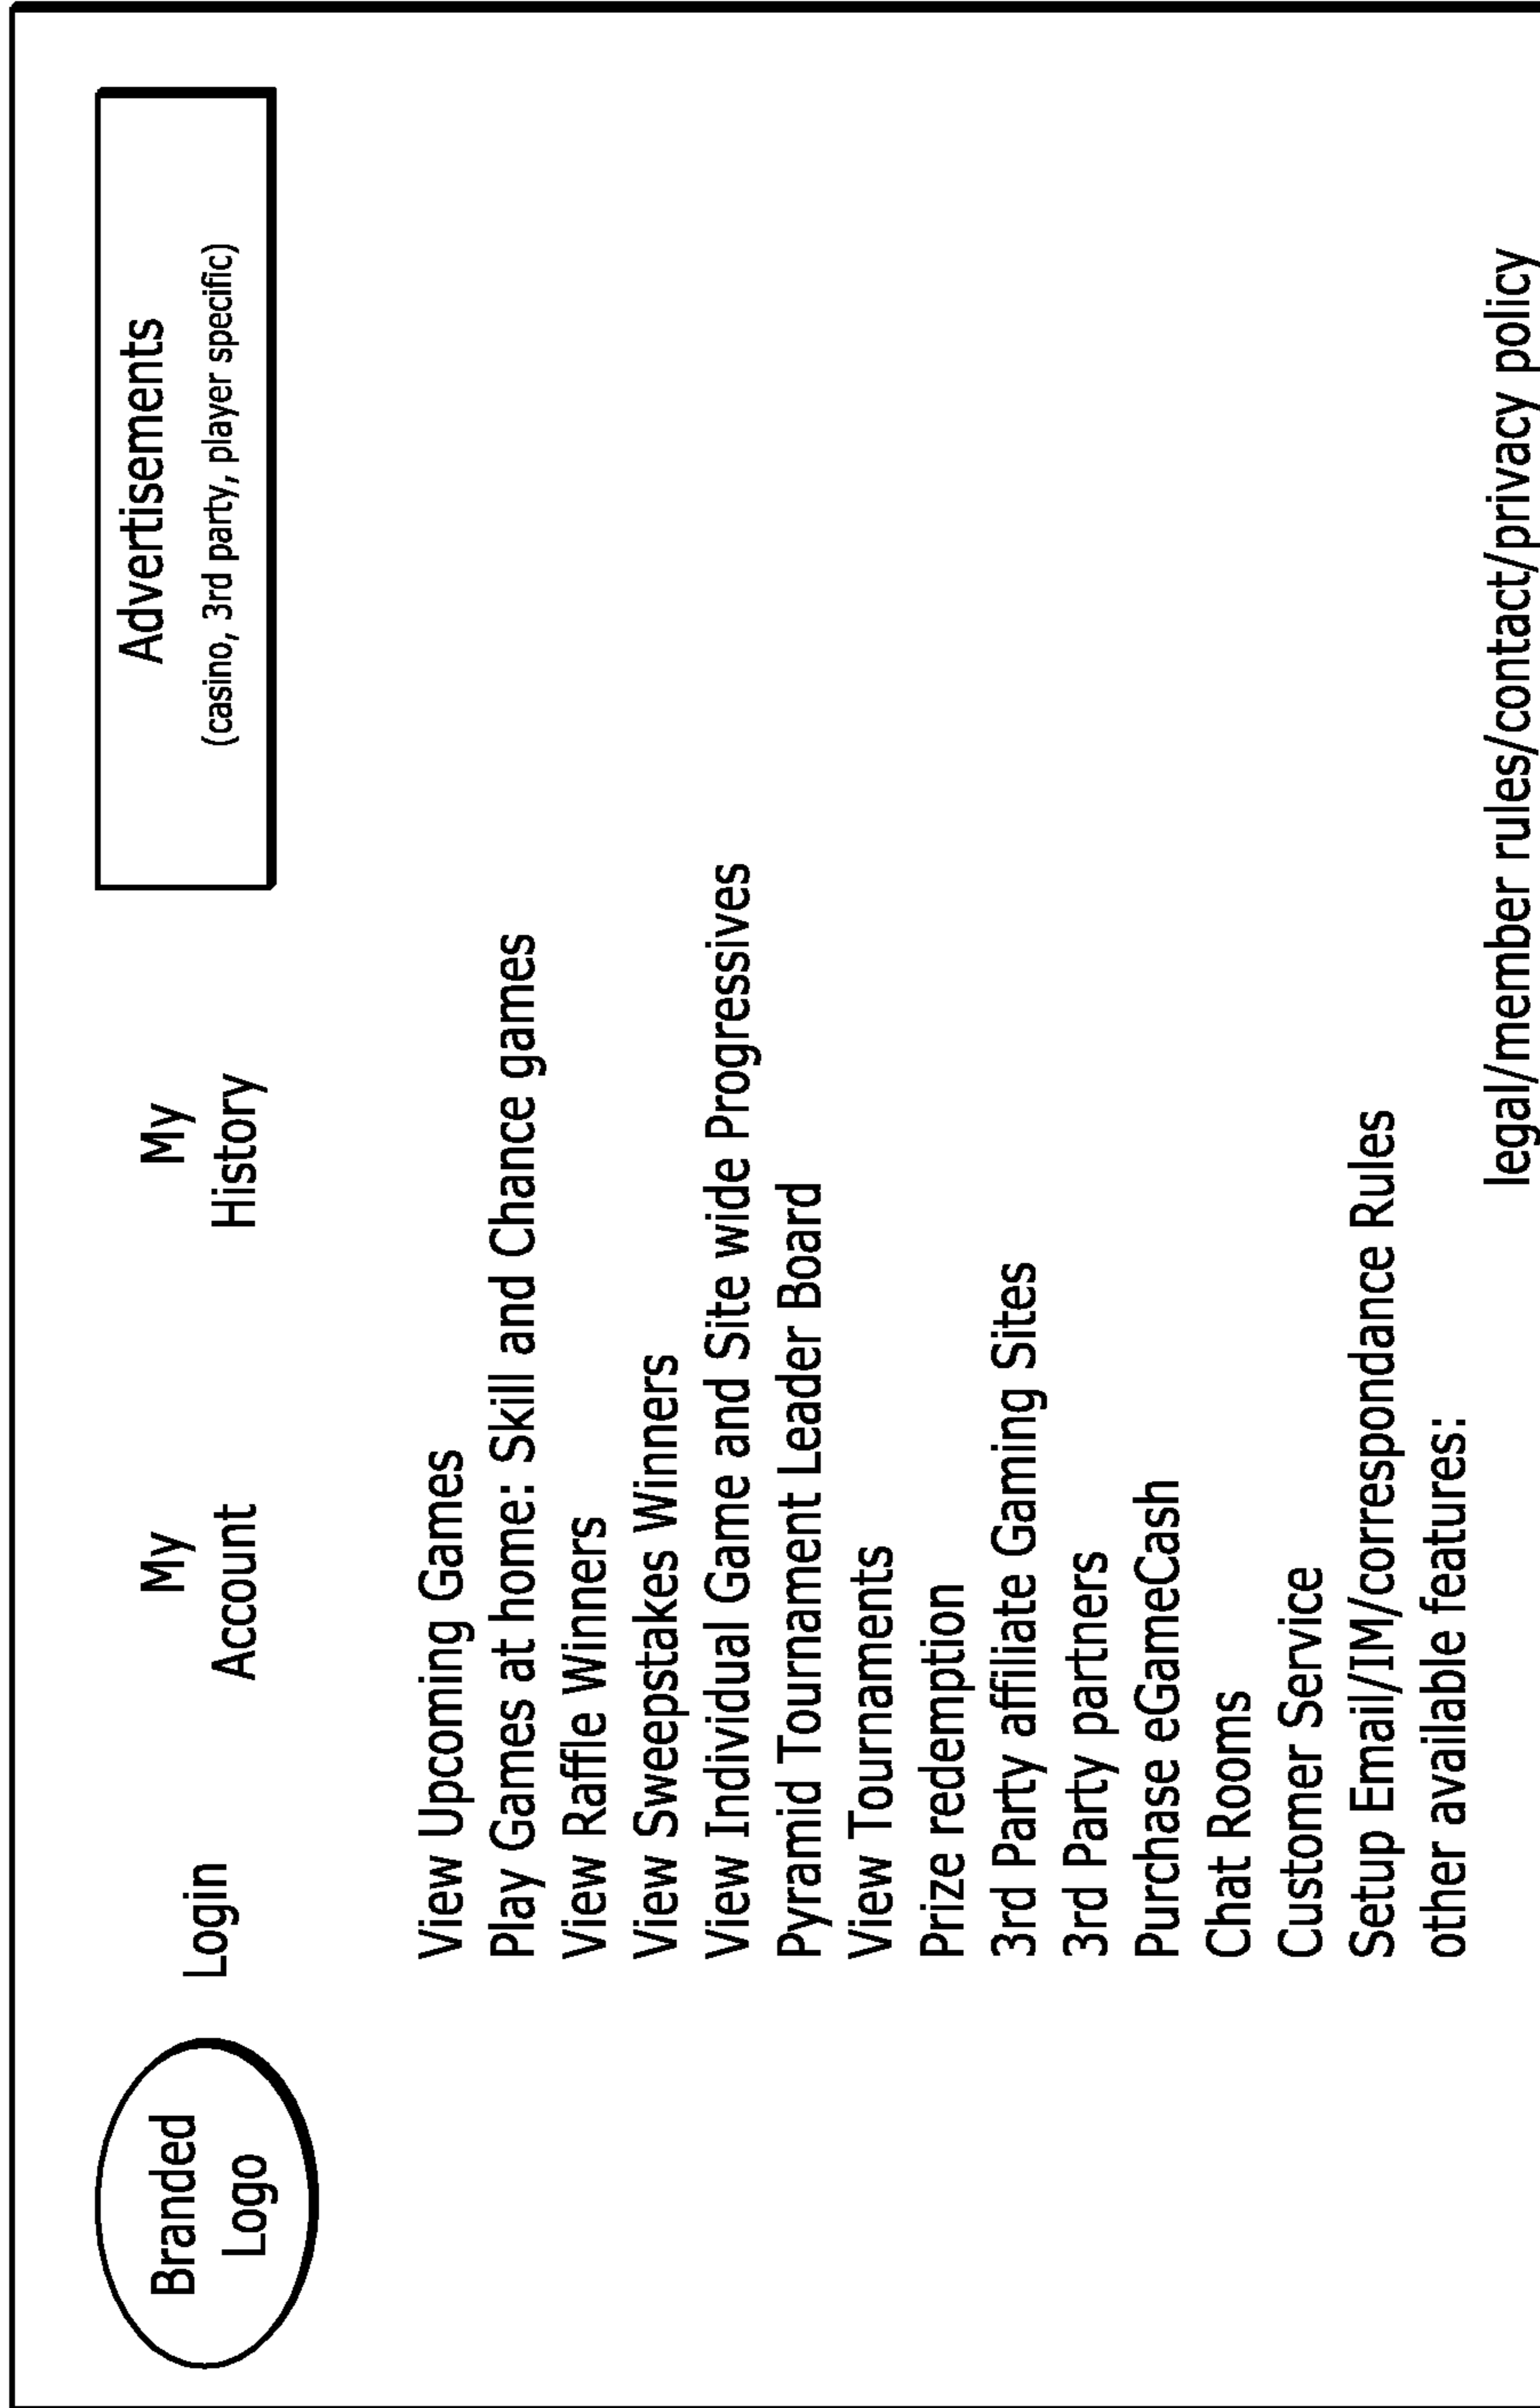 Branded
Logo
Login
My
Account
My
History
Advertisements
(casino, 3rd party, player specific)
View Upcoming Games
Play Games at home: Skill and Chance games
View Raffle Winners
View Sweepstakes Winners
View Individual Game and Site wide Progressives
Pyramid Tournament Leader Board
View Tournaments
Prize redemption
3rd Party affiliate Gaming Sites
3rd Party partners
Purchase eGameCash
Chat Rooms
Customer Service
Setup Email/IM/correspondance Rules
other available features:
legal/member rules/contact/privacy policy